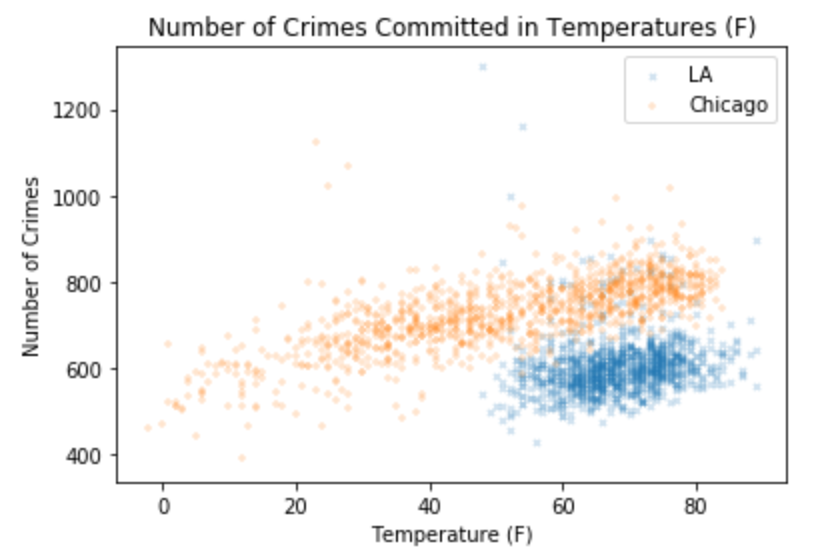 Number of Crimes Committed in Temperatures (F)
LA
Chicago
Number of Crimes
1200
1000
800
600
400
0 20 40 60 80
Temperature (F)